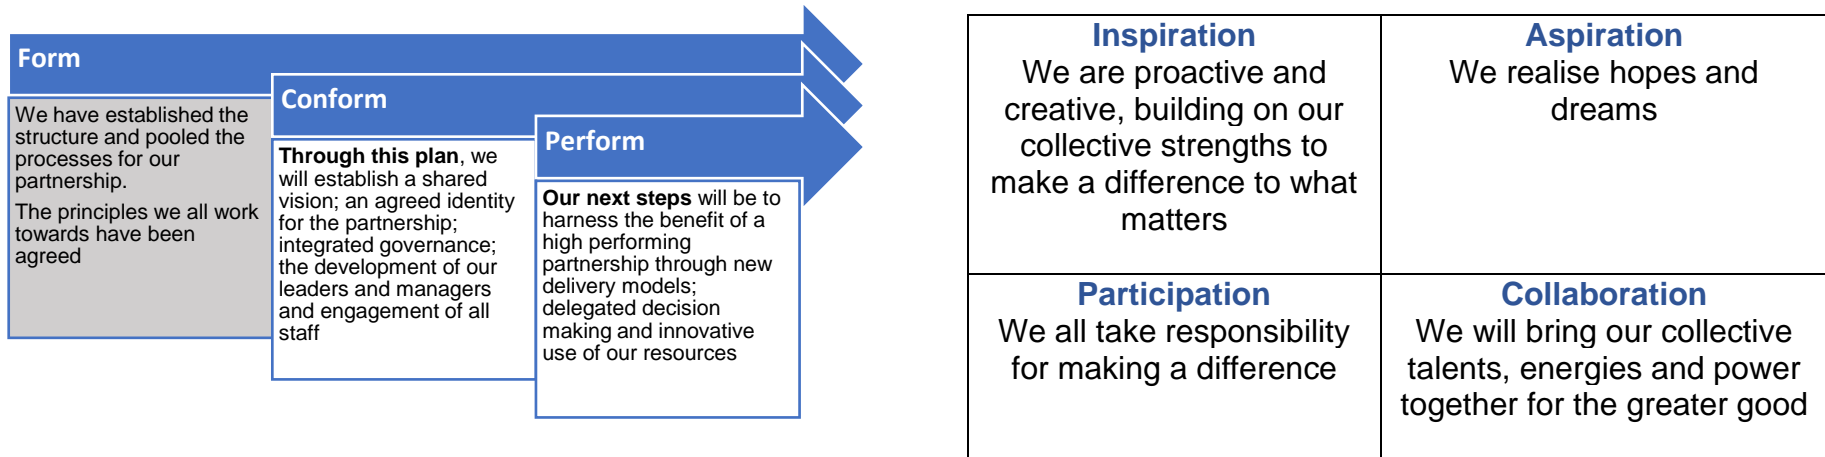 Form
We have established the
structure and pooled the
processes for our
partnership.
The principles we all work
towards have been
agreed
Conform
Through this plan, we
will establish a shared
vision; an agreed identity
for the partnership;
integrated governance;
the development of our
leaders and managers
and engagement of all
staff
Perform
Our next steps will be to
harness the benefit of a
high performing
partnership through new
delivery models;
delegated decision
making and innovative
use of our resources
Inspiration
We are proactive and
creative, building on our
collective strengths to
make a difference to what
matters
Aspiration
We realise hopes and
dreams
Participation
We all take responsibility
for making a difference
Collaboration
We will bring our collective
talents, energies and power
together for the greater good